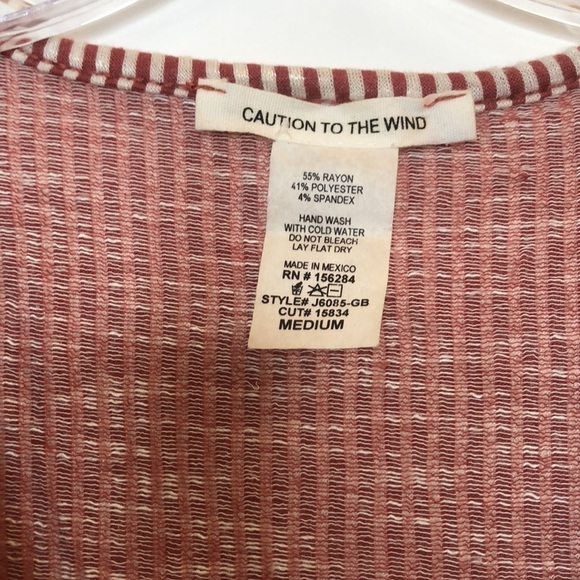 CAUTION TO THE WIND
55% RAYON
41% POLYESTER
4% SPANDEX
HAND WASH
WITH COLD WATER
DO NOT BLEACH
LAY FLAT DRY
MADE IN MEXICO
RN # 156284
STYLE# J6085-GB
CUT# 15834
MEDIUM